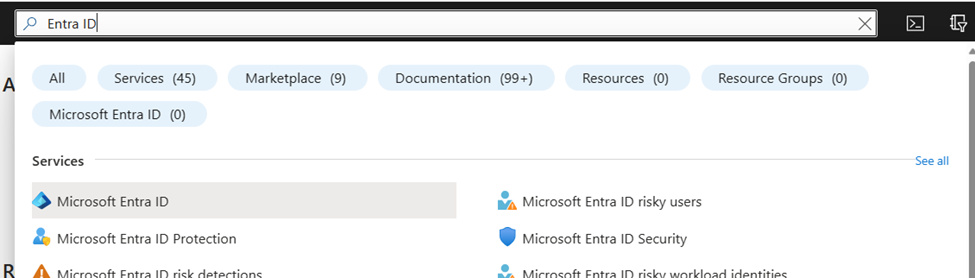 Entra ID
All Services (45) Marketplace (9) Documentation (99+) Resources (0) Resource Groups (0)
Microsoft Entra ID (0)
Services See all
Microsoft Entra ID Microsoft Entra ID risky users
Microsoft Entra ID Protection Microsoft Entra ID Security
Microsoft Entra ID risk detections Microsoft Entra ID risky workload identities
A
R